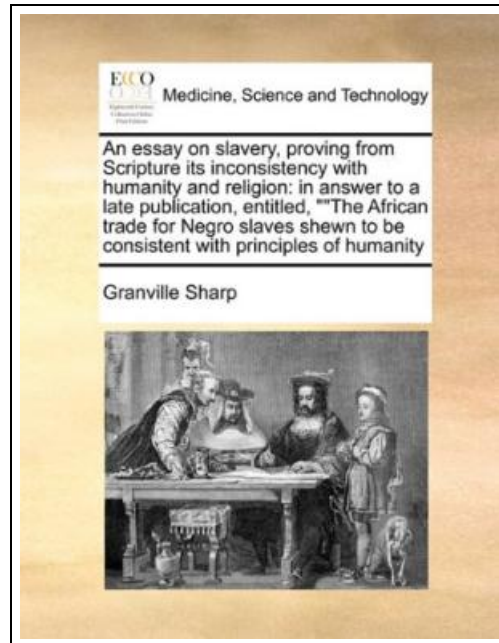 ECCO
Medicine, Science and Technology
An essay on slavery, proving from
Scripture its inconsistency with
humanity and religion: in answer to a
late publication, entitled, ""The African
trade for Negro slaves shewn to be
consistent with principles of humanity
Granville Sharp